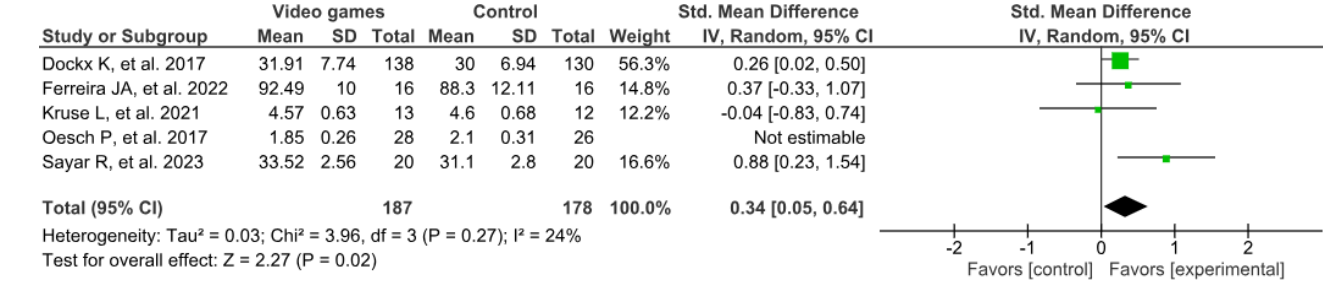 Video games Control Std. Mean Difference Std. Mean Difference
Study or Subgroup Mean SD Total Mean SD Total Weight IV, Random, 95% CI IV, Random, 95% CI
Dockx K, et al. 2017 31.91 7.74 138 30 6.94 130 56.3% 0.26 [0.02, 0.50]
Ferreira JA, et al. 2022 92.49 10 16 88.3 12.11 16 14.8% 0.37 [-0.33, 1.07]
Kruse L, et al. 2021 4.57 0.63 13 4.6 0.68 12 12.2% -0.04 [-0.83, 0.74]
Oesch P, et al. 2017 1.85 0.26 28 2.1 0.31 26 Not estimable
Sayar R, et al. 2023 33.52 2.56 20 31.1 2.8 20 16.6% 0.88 [0.23, 1.54]
Total (95% CI) 187 178 100.0% 0.34 [0.05, 0.64]
Heterogeneity: Tau² = 0.03; Chi² = 3.96, df = 3 (P = 0.27); I² = 24%
Test for overall effect: Z = 2.27 (P = 0.02)
-2 -1 0 1 2
Favors [control] Favors [experimental]